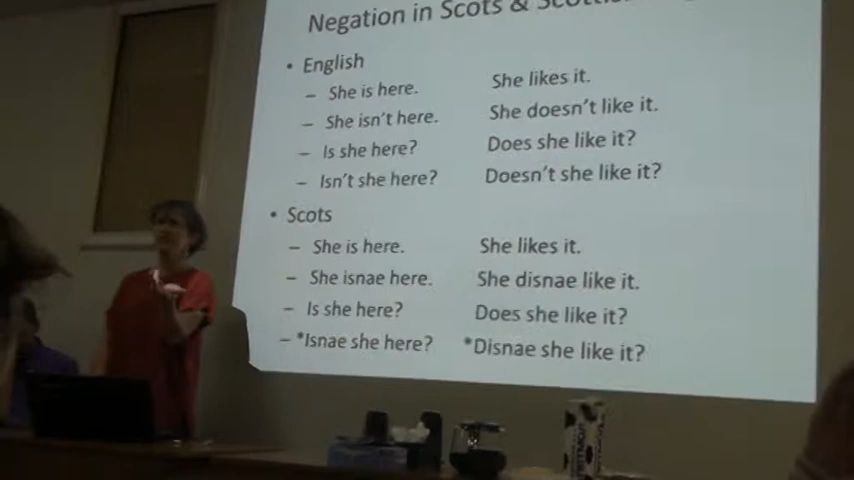 Negation in Scots &
• English
– She is here. She likes it.
– She isn't here. She doesn't like it.
– Is she here? Does she like it?
– Isn't she here? Doesn't she like it?
• Scots
– She is here. She likes it.
– She isnae here. She disnae like it.
– Is she here? Does she like it?
– *Isnae she here? *Disnae she like it?